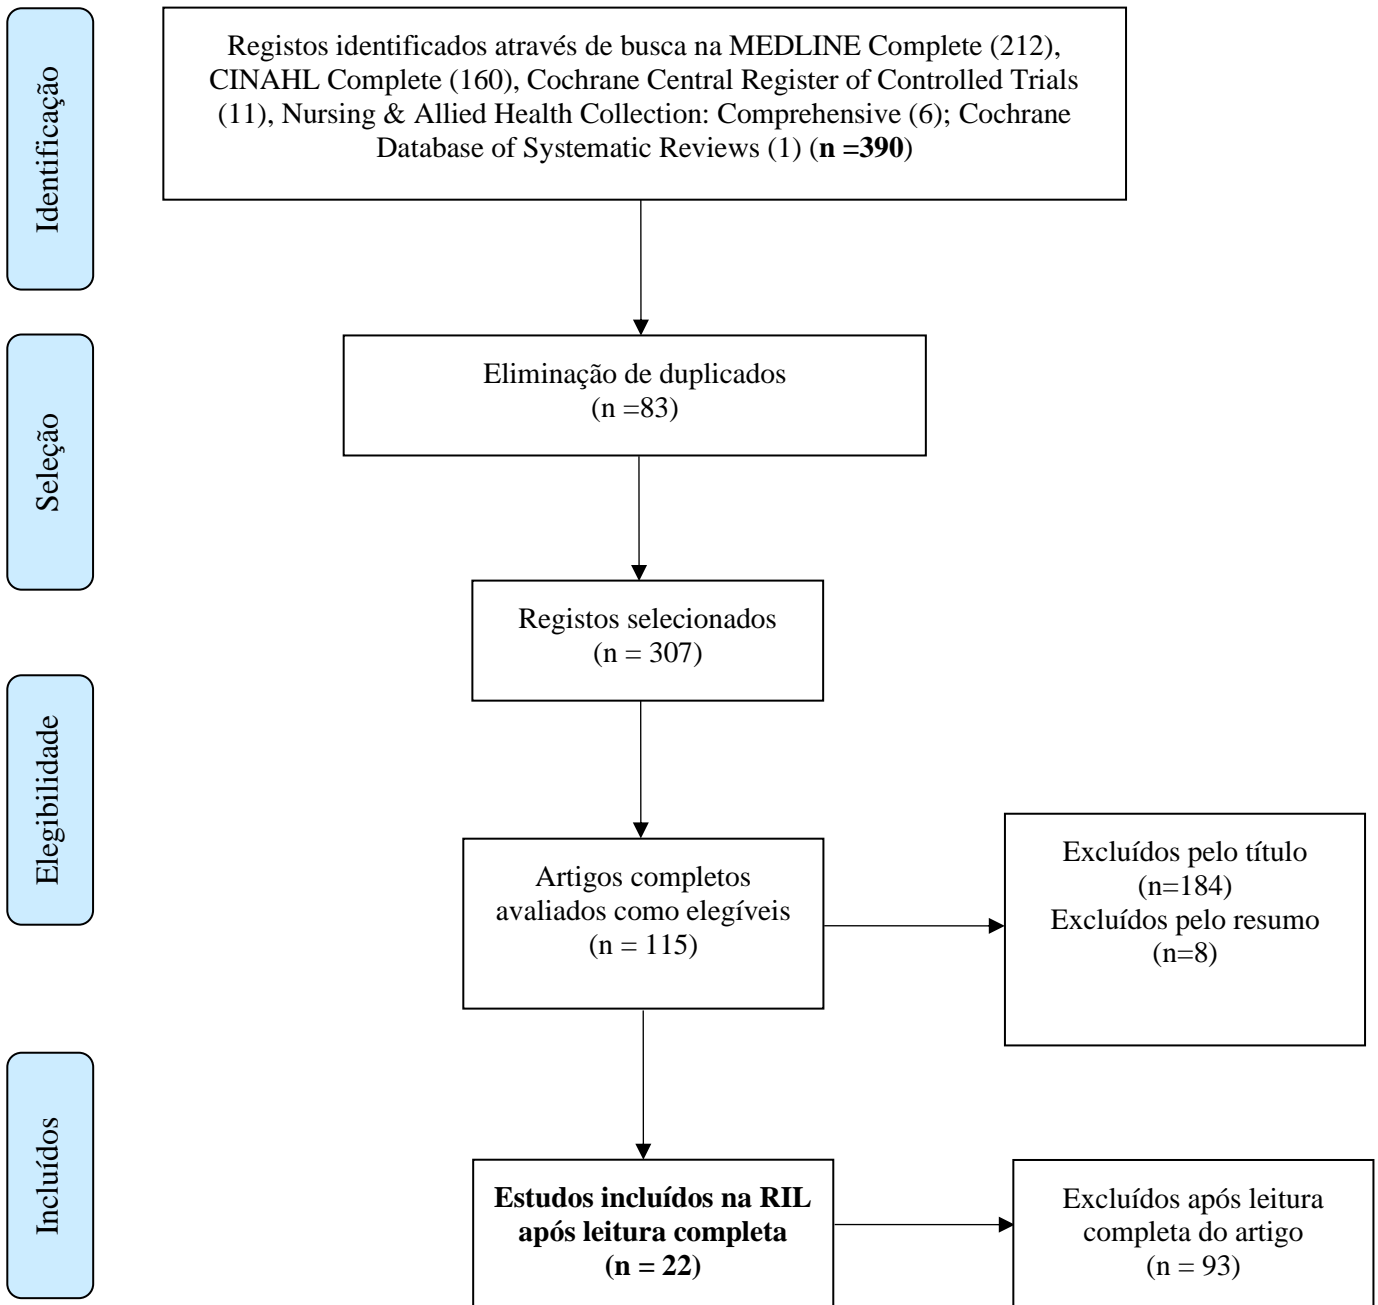 Identificação
Registos identificados através de busca na MEDLINE Complete (212),
CINAHL Complete (160), Cochrane Central Register of Controlled Trials
(11), Nursing & Allied Health Collection: Comprehensive (6); Cochrane
Database of Systematic Reviews (1) (n =390)
Seleção
Eliminação de duplicados
(n =83)
Registos selecionados
(n = 307)
Elegibilidade
Artigos completos
avaliados como elegíveis
(n = 115)
Excluídos pelo título
(n=184)
Excluídos pelo resumo
(n=8)
Incluídos
Estudos incluídos na RIL
após leitura completa
(n = 22)
Excluídos após leitura
completa do artigo
(n = 93)